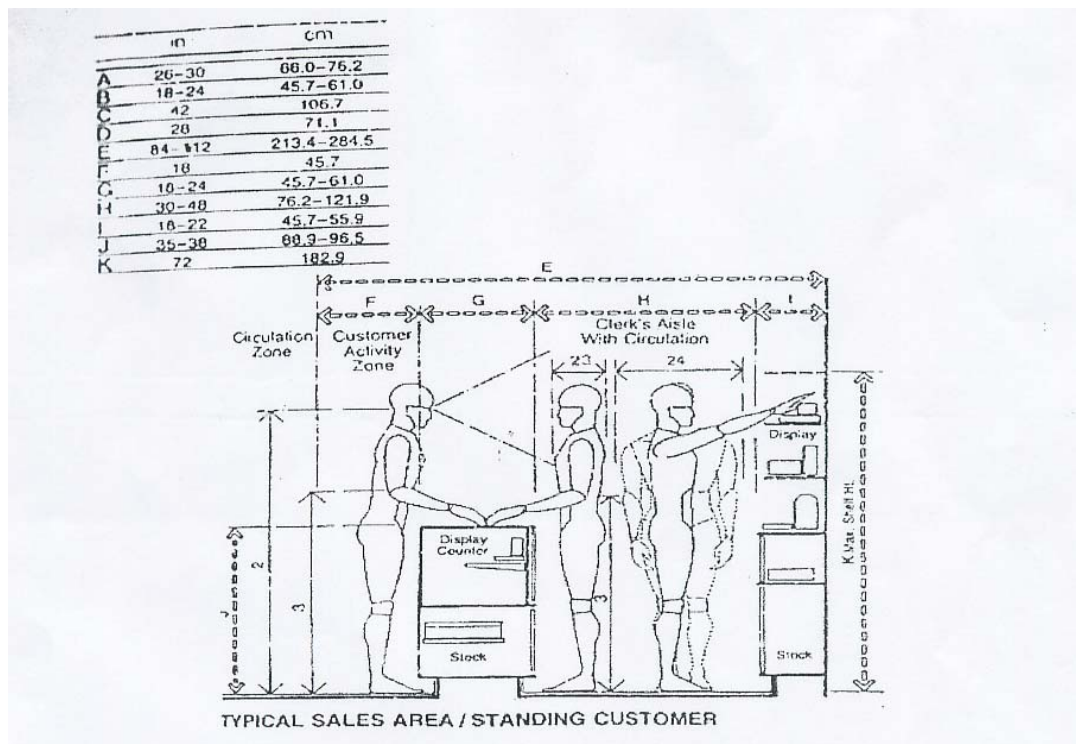 in cm
A 26-30 66.0-76.2
B 18-24 45.7-61.0
C 42 106.7
D 28 71.1
E 84-112 213.4-284.5
F 18 45.7
G 18-24 45.7-61.0
H 30-48 76.2-121.9
I 18-22 45.7-55.9
J 35-38 88.9-96.5
K 72 182.9
E
F G H I
Circulation Zone
Customer Activity Zone
Clerk's Aisle
With Circulation
23 24
Display
K Max. Shelf Ht.
Display
Counter
2
3
J
3
Stock
Stock
TYPICAL SALES AREA / STANDING CUSTOMER